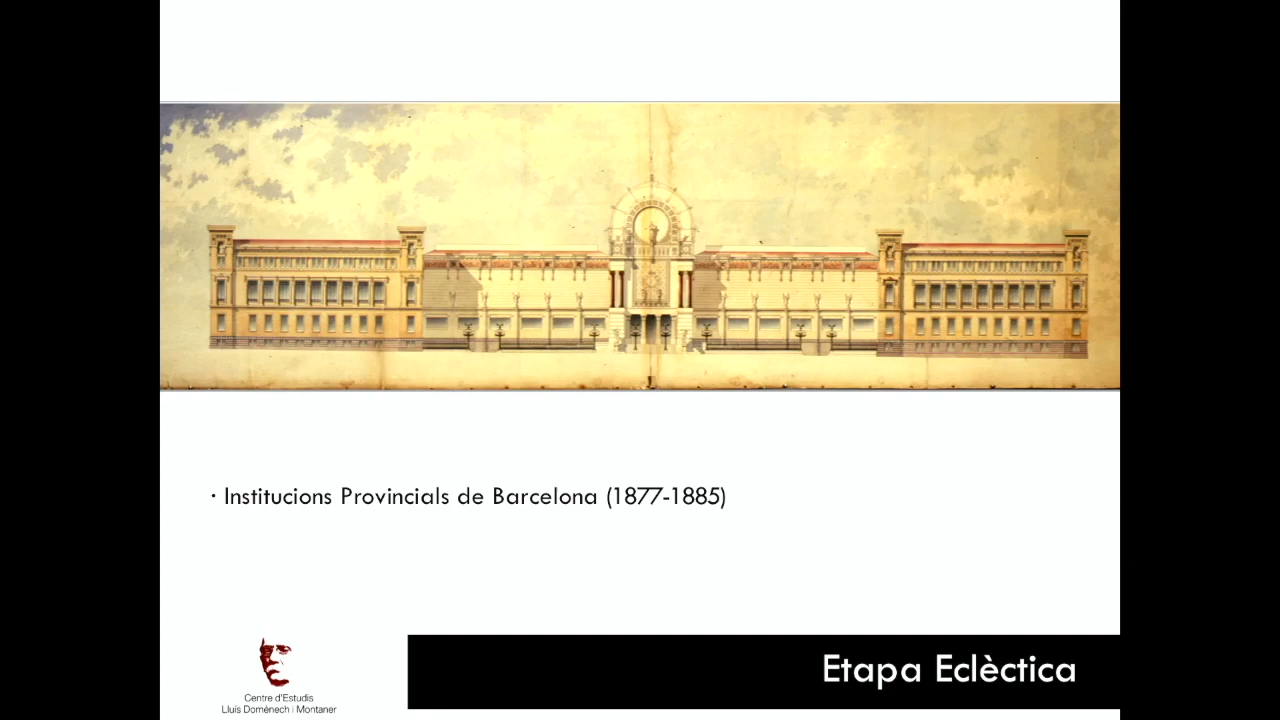 · Institucions Provincials de Barcelona (1877-1885)
Centre d'Estudis
Lluís Domènech i Montaner
Etapa Eclèctica